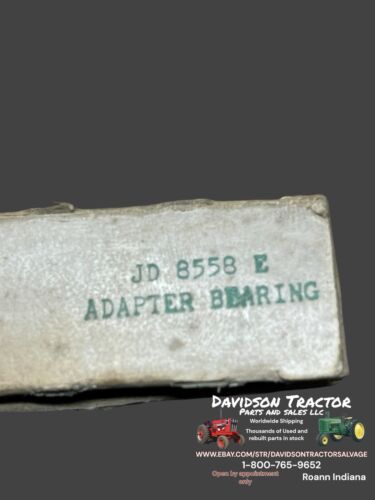 JD 8558 E
ADAPTER BEARING
DAVIDSON TRACTOR
PARTS AND SALES LLC
Worldwide Shipping
Thousands of Used and
rebuilt parts in stock
WWW.EBAY.COM/STR/DAVIDSONTRACTORSALVAGE
1-800-765-9652
Open by appointment
only
Roann Indiana